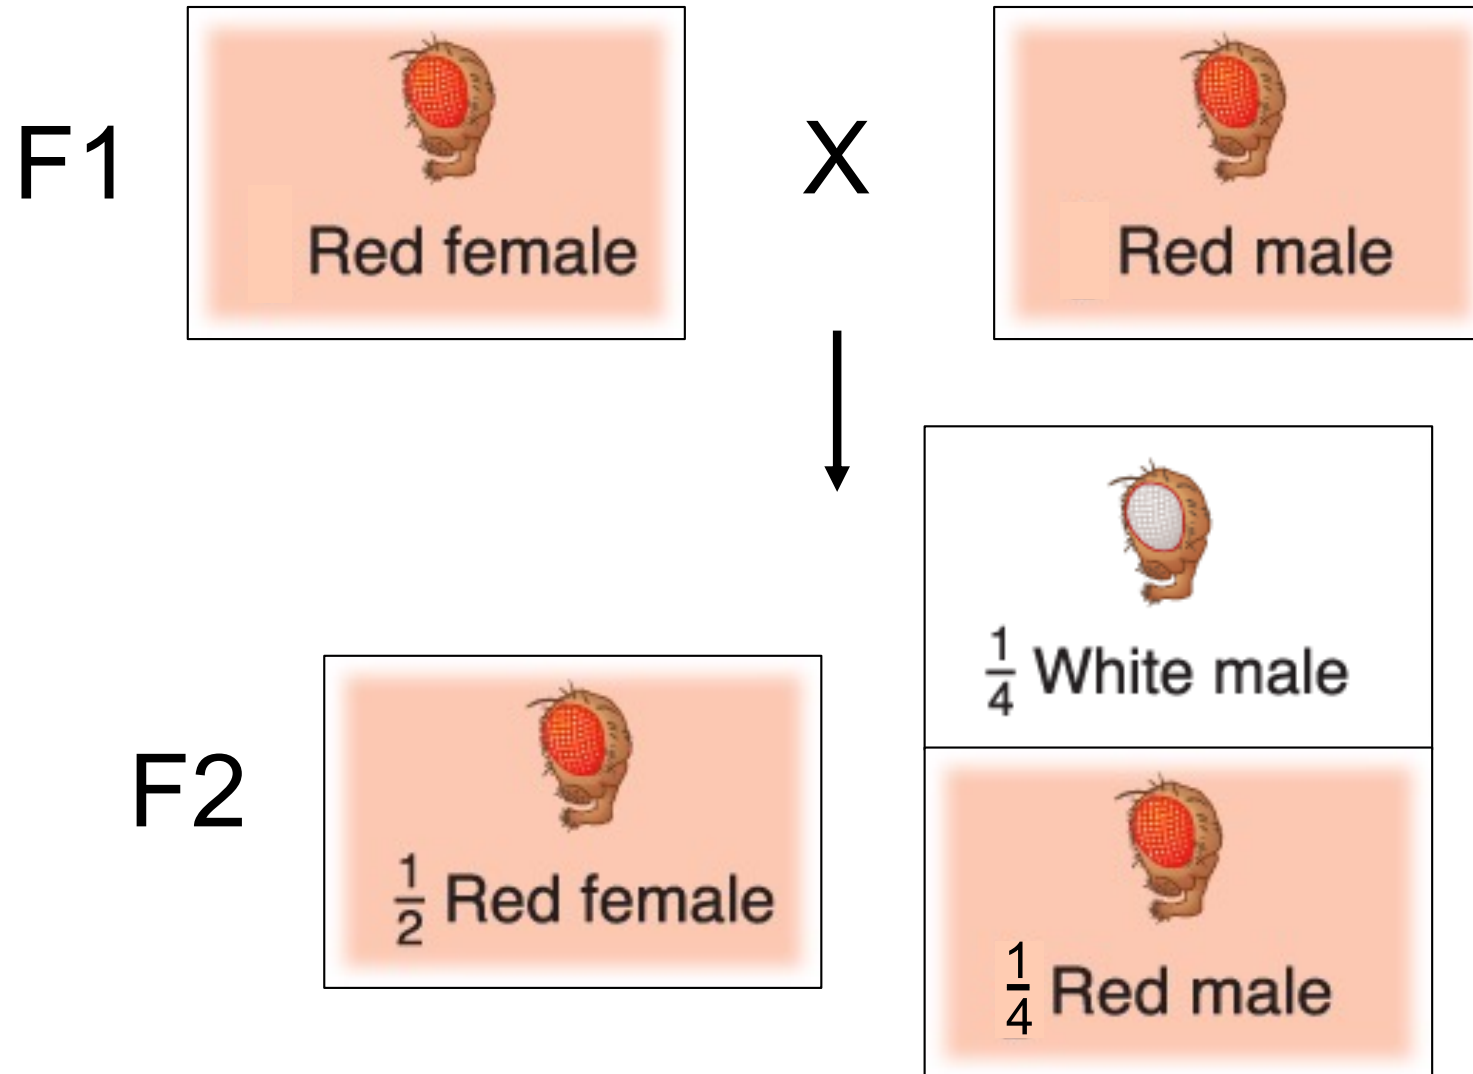 F1
Red female
X
Red male
1/4 White male
F2
1/2 Red female
1/4 Red male